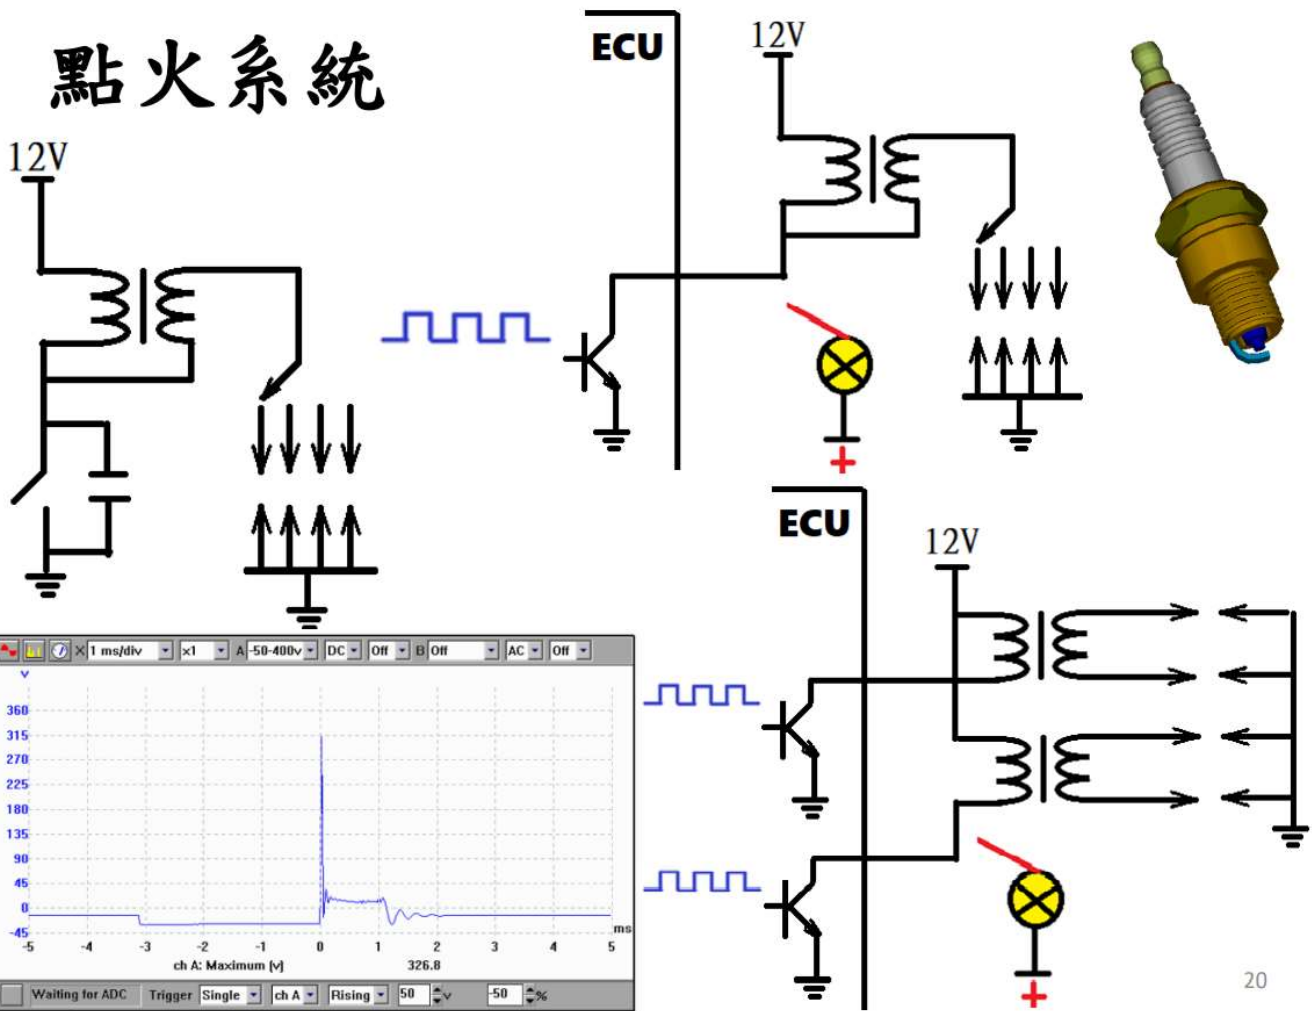 點火系統
12V
ECU
12V
+
ECU
12V
+
X 1 ms/div x1 A -50-400v DC Off B Off AC Off
v
360
315
270
225
180
135
90
45
0
-45
-5 -4 -3 -2 -1 0 1 2 3 4 5 ms
ch A: Maximum (v) 326.8
Waiting for ADC Trigger Single ch A Rising 50 v -50 %
20